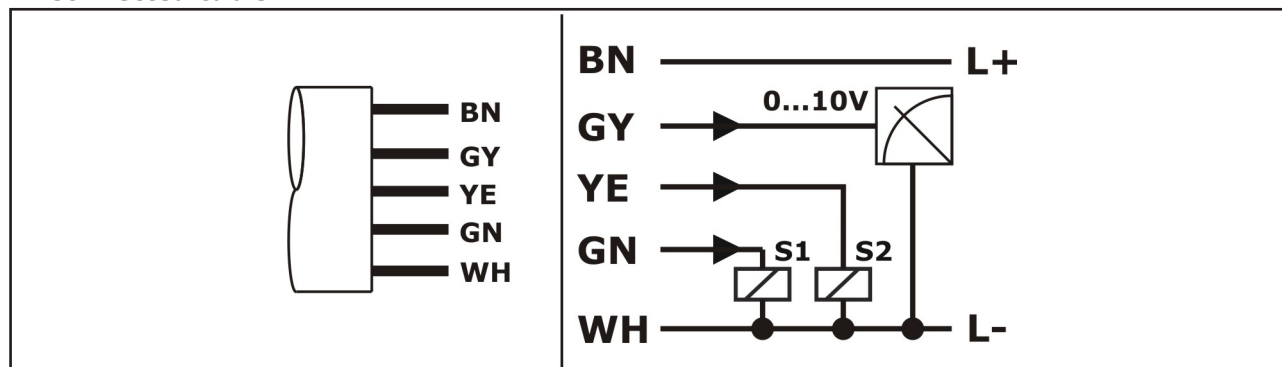 BN
GY
YE
GN
WH
BN L+
0...10V
GY
YE
GN S1 S2
WH L-